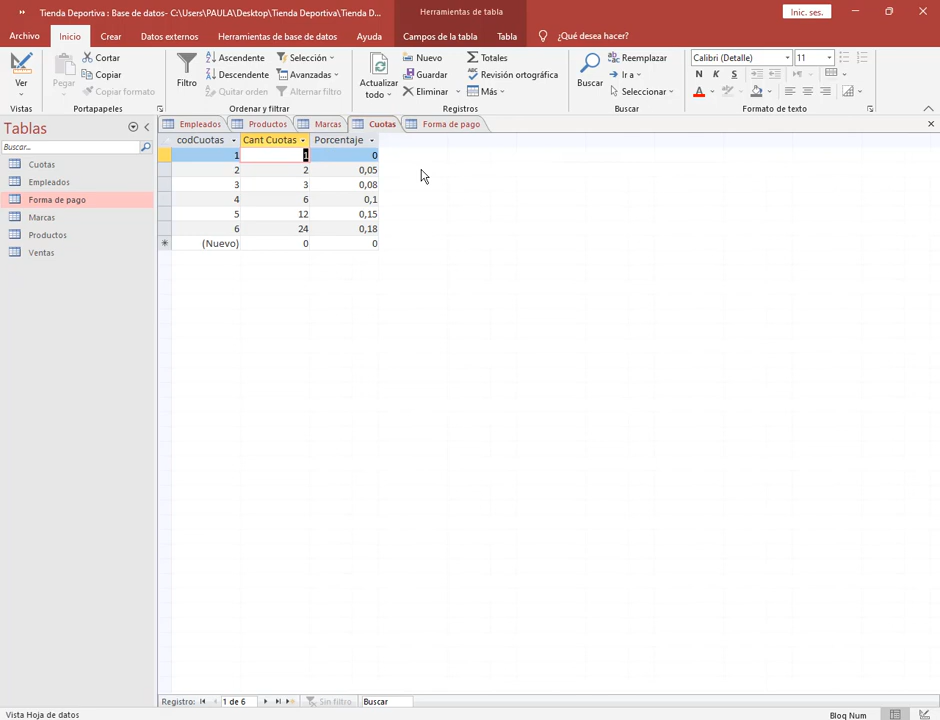 Tienda Deportiva : Base de datos- C:\Users\PAULA\Desktop\Tienda Deportiva\Tienda D...
Herramientas de tabla
Inic. ses.
Archivo Inicio Crear Datos externos Herramientas de base de datos Ayuda Campos de la tabla Tabla ¿Qué desea hacer?
Ver
Vistas
Pegar
Cortar
Copiar
Copiar formato
Portapapeles
Filtro
Ascendente
Descendente
Quitar orden
Selección
Avanzadas
Alternar filtro
Ordenar y filtrar
Actualizar
todo
Nuevo
Guardar
Eliminar
Totales
Revisión ortográfica
Más
Registros
Buscar
Reemplazar
Ir a
Seleccionar
Buscar
Calibri (Detalle) 11
N K S
A
Formato de texto
Tablas
Buscar...
Cuotas
Empleados
Forma de pago
Marcas
Productos
Ventas
Empleados Productos Marcas Cuotas Forma de pago
codCuotas Cant Cuotas Porcentaje
1 1 0
2 2 0,05
3 3 0,08
4 6 0,1
5 12 0,15
6 24 0,18
(Nuevo) 0 0
Registro: 1 de 6 Sin filtro Buscar
Vista Hoja de datos
Bloq Num